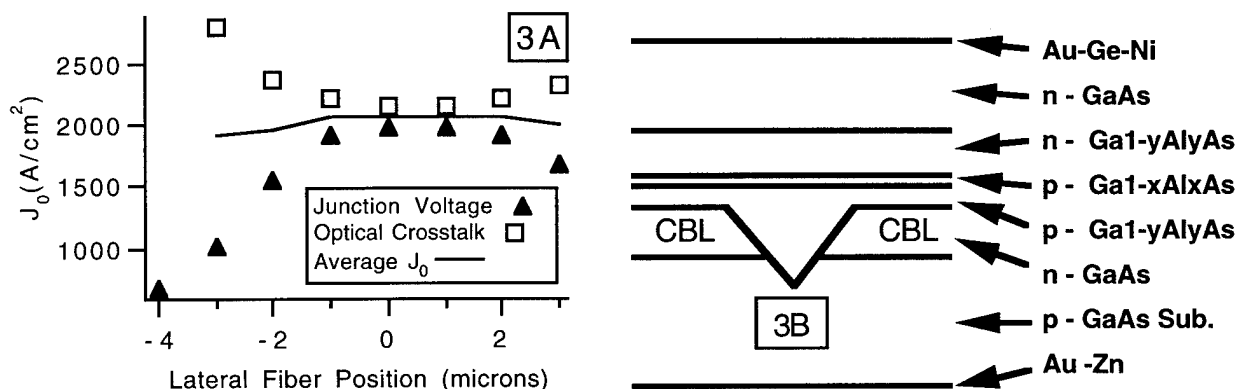 3A
J0(A/cm2)
2500
2000
1500
1000
Junction Voltage
Optical Crosstalk
Average J0
-4
-2
0
2
Lateral Fiber Position (microns)
Au-Ge-Ni
n - GaAs
n - Ga1-yAlyAs
p - Ga1-xAlxAs
p - Ga1-yAlyAs
n - GaAs
p - GaAs Sub.
Au -Zn
CBL
CBL
3B